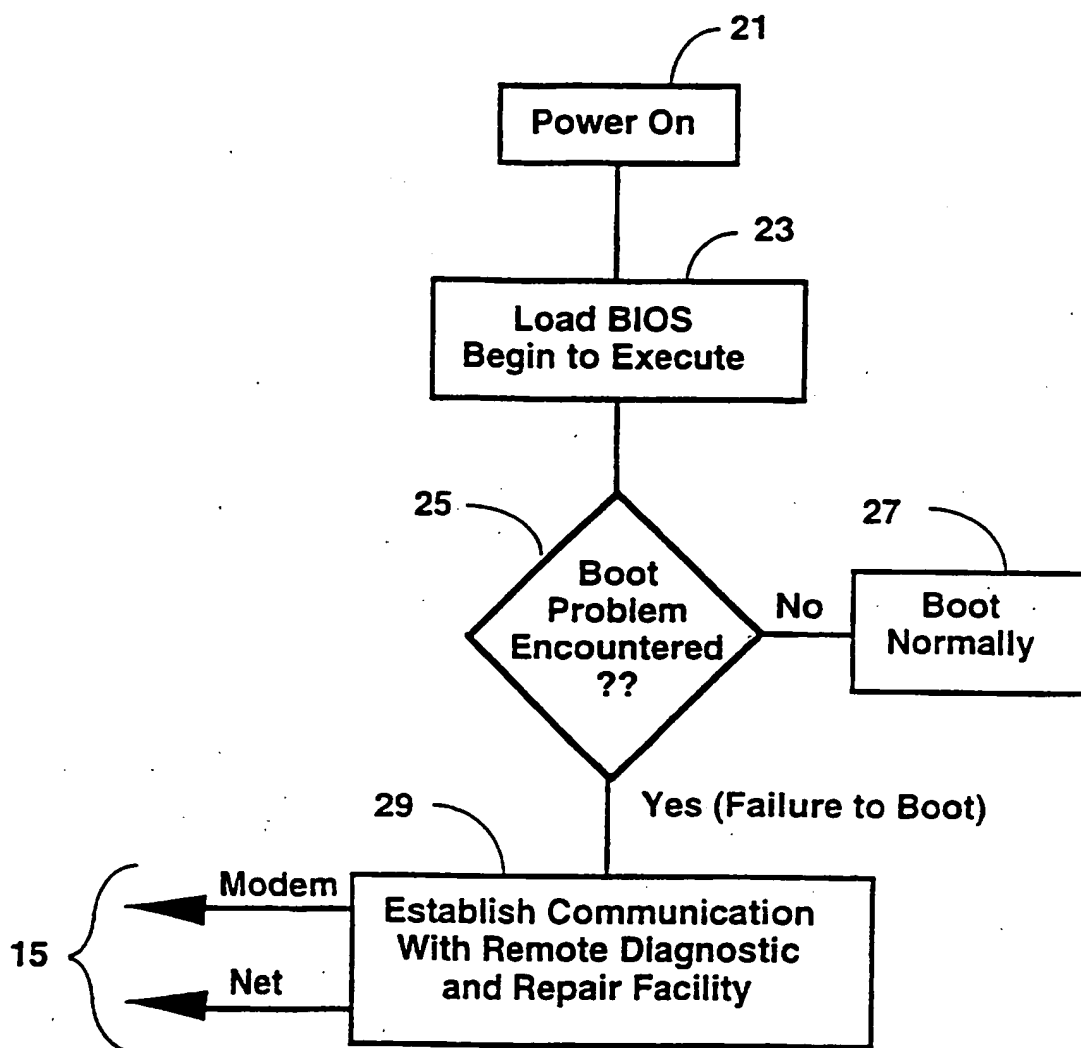 21
Power On
23
Load BIOS
Begin to Execute
25
Boot
Problem
Encountered
??
No
27
Boot
Normally
Yes (Failure to Boot)
29
Modem
Establish Communication
With Remote Diagnostic
and Repair Facility
15
Net